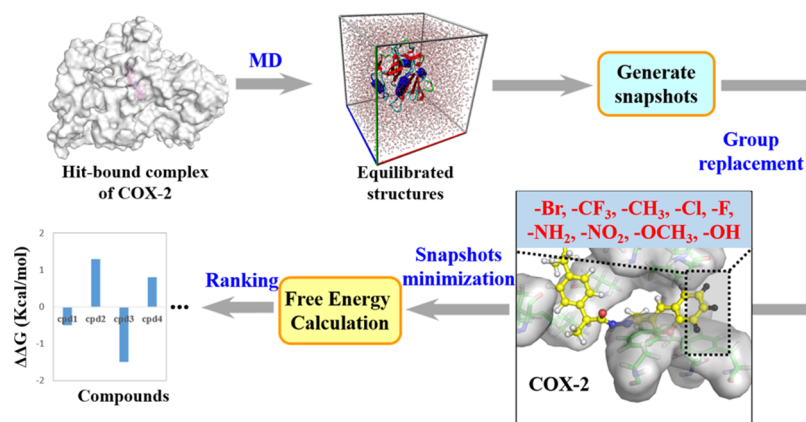 MD
Generate
snapshots
Hit-bound complex
of COX-2
Equilibrated
structures
Group
replacement
-Br, -CF₃, -CH₃, -Cl, -F,
-NH₂, -NO₂, -OCH₃, -OH
COX-2
Snapshots
minimization
Free Energy
Calculation
Ranking
ΔΔG (Kcal/mol)
2
1
0
-1
-2
cpd1 cpd2 cpd3 cpd4
•••
Compounds